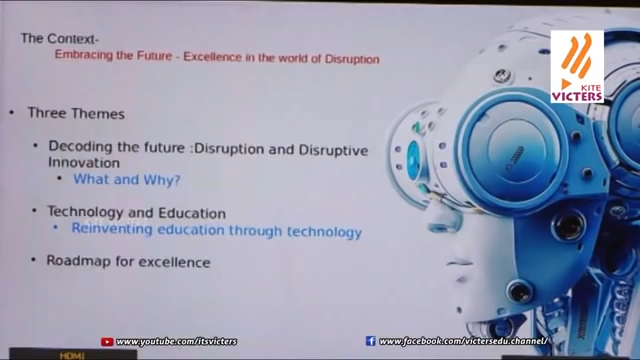 The Context-
Embracing the Future - Excellence in the world of Disruption
KITE
VICTERS
• Three Themes
• Decoding the future :Disruption and Disruptive
Innovation
• What and Why?
• Technology and Education
• Reinventing education through technology
• Roadmap for excellence
www.youtube.com/itsvicters
www.facebook.com/victersedu.channel/
HDMI